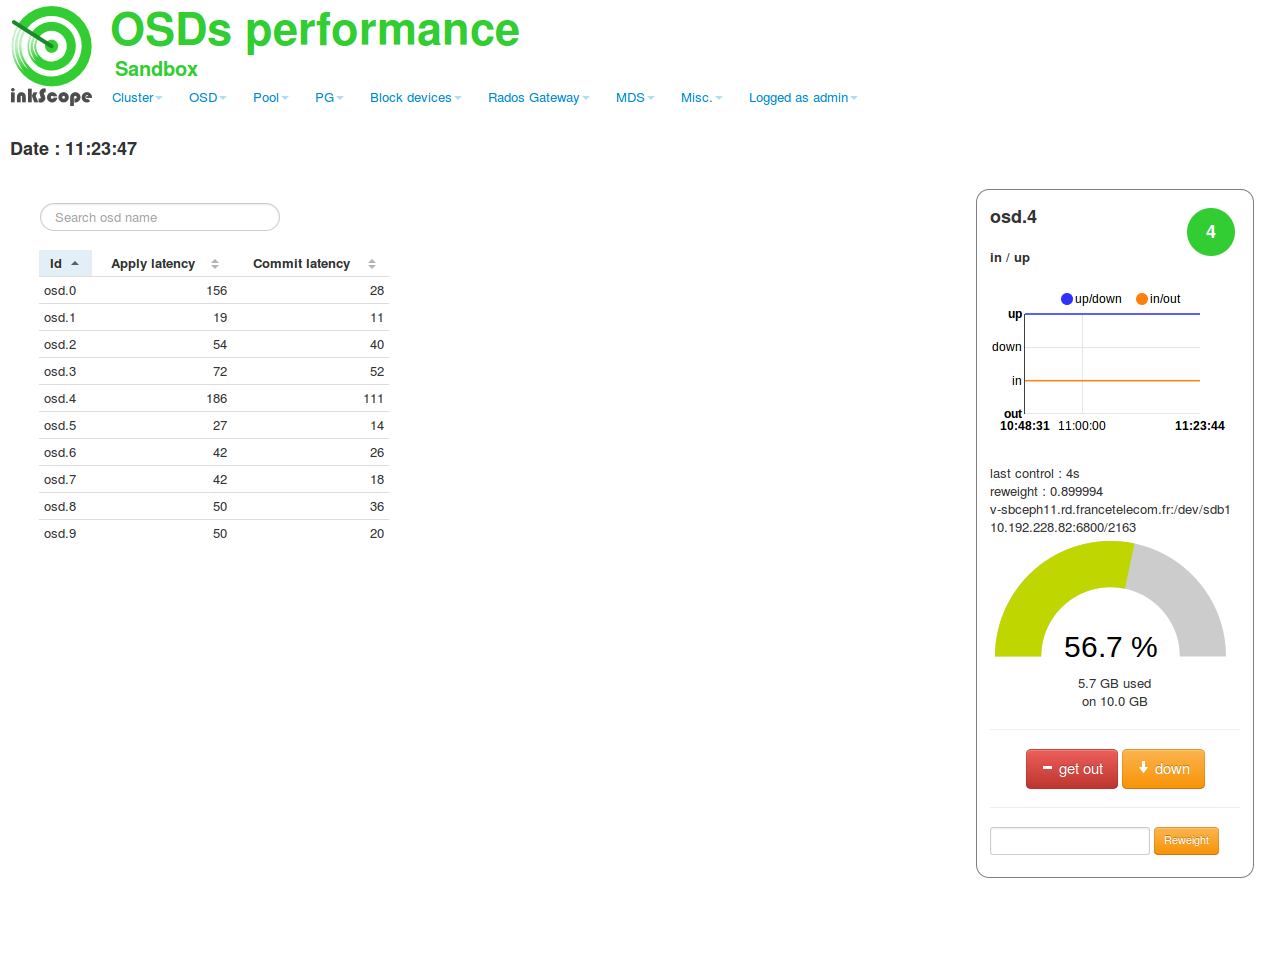 OSDs performance
Sandbox
inkScope
Cluster OSD Pool PG Block devices Rados Gateway MDS Misc. Logged as admin
Date : 11:23:47
Search osd name
Id Apply latency Commit latency
osd.0 156 28
osd.1 19 11
osd.2 54 40
osd.3 72 52
osd.4 186 111
osd.5 27 14
osd.6 42 26
osd.7 42 18
osd.8 50 36
osd.9 50 20
osd.4
4
in / up
up/down in/out
up
down
in
out
10:48:31 11:00:00 11:23:44
last control : 4s
reweight : 0.899994
v-sbceph11.rd.francetelecom.fr:/dev/sdb1
10.192.228.82:6800/2163
56.7 %
5.7 GB used
on 10.0 GB
get out down
Reweight